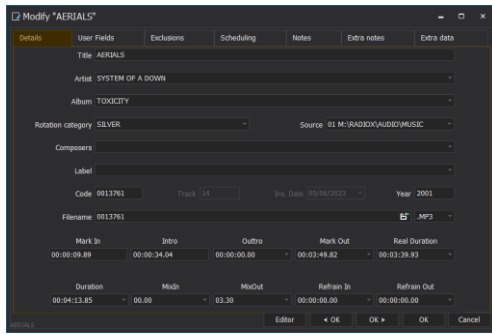 Modify "AERIALS"
Details User Fields Exclusions Scheduling Notes Extra notes Extra data
Title AERIALS
Artist SYSTEM OF A DOWN
Album TOXICITY
Rotation category SILVER Source 01 M:\RADIOX\AUDIO\MUSIC
Composers
Label
Code 0013761 Track 14 Ins. Date 05/06/2023 Year 2001
Filename 0013761 .MP3
Mark In Intro Outtro Mark Out Real Duration
00:00:09.89 00:00:34.04 00:00:00.00 00:03:49.82 00:03:39.93
Duration MixIn MixOut Refrain In Refrain Out
00:04:13.85 00.00 03.30 00:00:00.00 00:00:00.00
AERIALS Editor < OK OK > OK Cancel